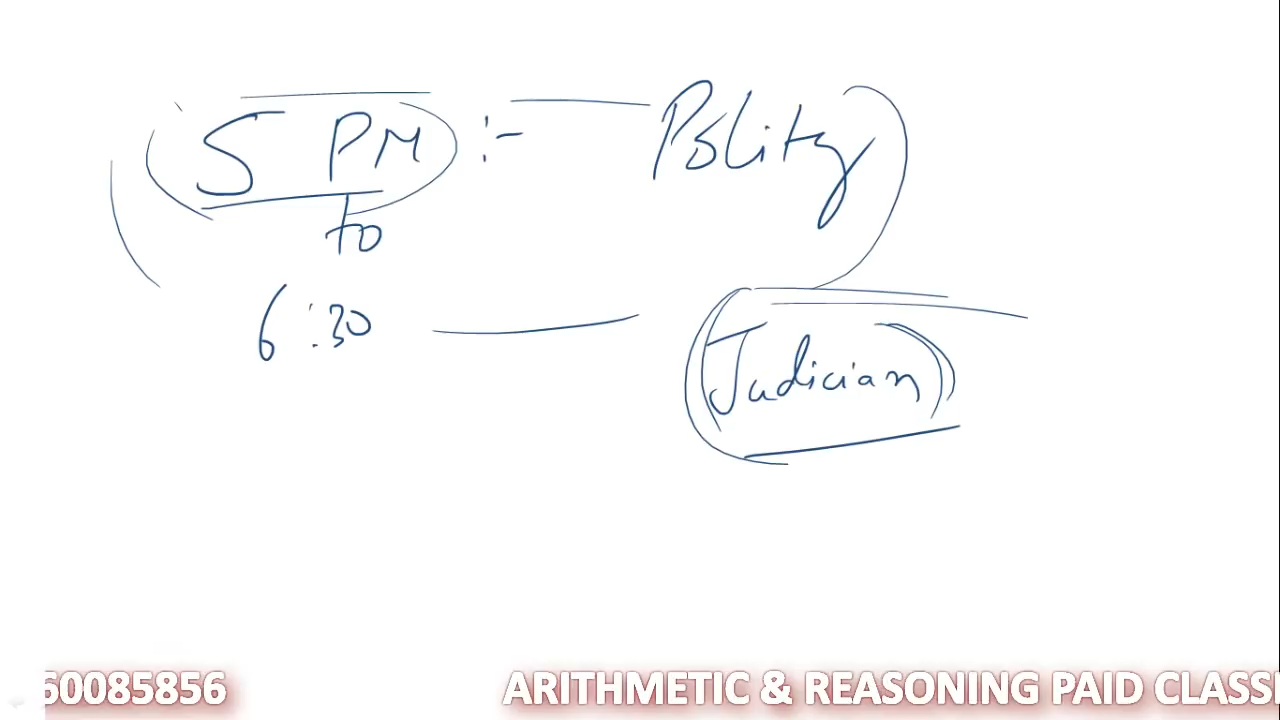 5 PM :- Polity
to
6:30 — Judiciary
60085856 ARITHMETIC & REASONING PAID CLASS